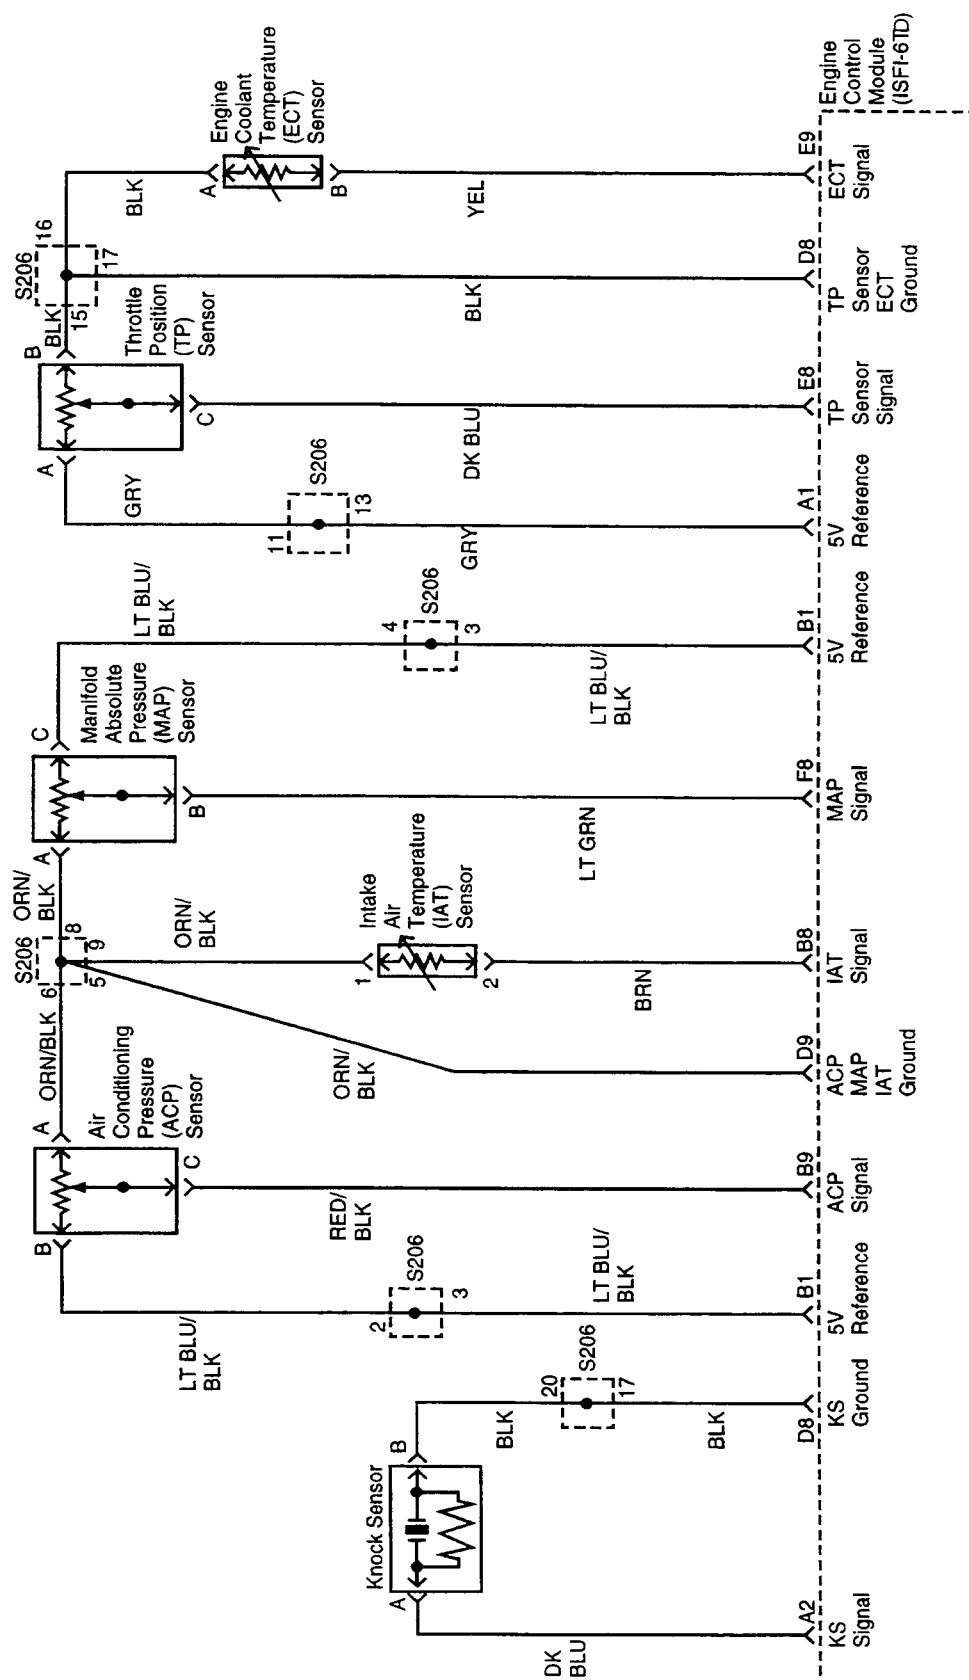 Knock Sensor
A
B
DK
BLU
BLK
20
S206
17
BLK
A2
KS
Signal
D8
KS
Ground
B
A
C
Air
Conditioning
Pressure
(ACP)
Sensor
LT BLU/
BLK
2
S206
3
LT BLU/
BLK
B1
5V
Reference
RED/
BLK
B9
ACP
Signal
ORN/BLK
S206
6
8
5
9
ORN/
BLK
ORN/
BLK
D9
ACP
MAP
IAT
Ground
ORN/
BLK
1
2
Intake
Air
Temperature
(IAT)
Sensor
BRN
B8
IAT
Signal
A
C
B
Manifold
Absolute
Pressure
(MAP)
Sensor
LT GRN
F8
MAP
Signal
LT BLU/
BLK
4
S206
3
LT BLU/
BLK
B1
5V
Reference
A
B
C
Throttle
Position
(TP)
Sensor
GRY
S206
11
13
GRY
A1
5V
Reference
DK BLU
E8
TP
Sensor
Signal
BLK
S206
15
16
17
BLK
D8
TP
Sensor
ECT
Ground
BLK
A
B
Engine
Coolant
Temperature
(ECT)
Sensor
YEL
E9
ECT
Signal
Engine
Control
Module
(ISFI-6TD)